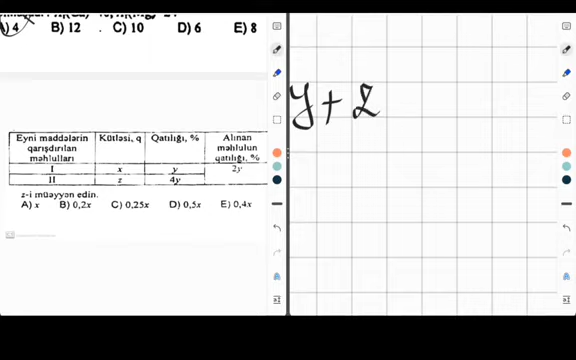 A) 4 B) 12 C) 10 D) 6 E) 8
y + z
Eyni maddələrin qarışdırılan məhlulları Kütləsi, q Qatılığı, % Alınan məhlulun qatılığı, %
I x y 2y
II z 4y
z-i müəyyən edin.
A) x B) 0,2x C) 0,25x D) 0,5x E) 0,4x